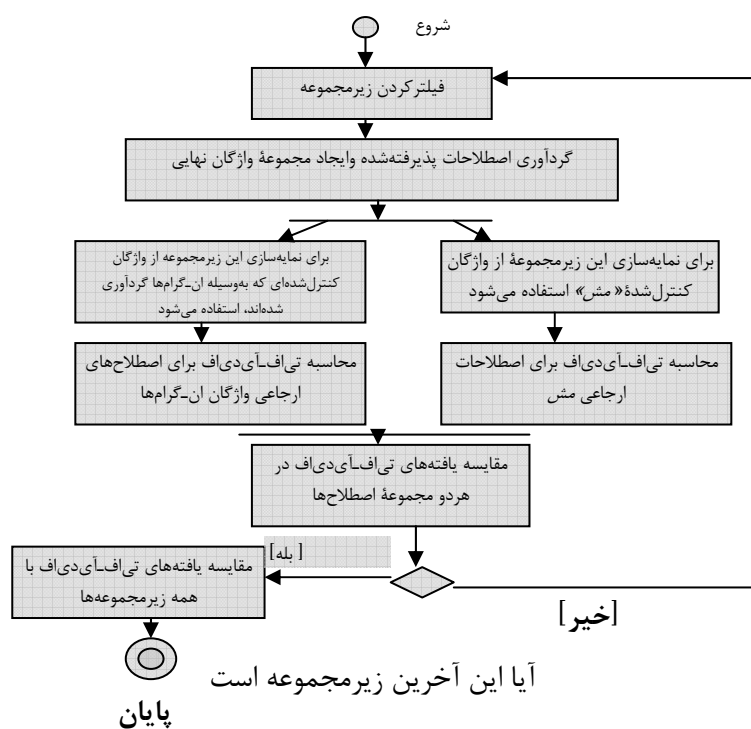 شروع
فیلترکردن زیرمجموعه
گردآوری اصطلاحات پذیرفته‌شده وایجاد مجموعۀ واژگان نهایی
برای نمایه‌سازی این زیرمجموعۀ از واژگان
کنترل‌شدۀ«مش» استفاده می‌شود
برای نمایه‌سازی این زیرمجموعه از واژگان
کنترل‌شده‌ای که به‌وسیله ان‌ـ‌گرام‌ها گردآوری
شده‌اند، استفاده می‌شود
محاسبه تی‌اف‌ـ‌آی‌دی‌اف برای اصطلاحات
ارجاعی مش
محاسبه تی‌اف‌ـ‌آی‌دی‌اف برای اصطلاح‌های
ارجاعی واژگان ان‌ـ‌گرام‌ها
مقایسه یافته‌های تی‌اف‌ـ‌آی‌دی‌اف در
هردو مجموعۀ اصطلاح‌ها
[بله]
مقایسه یافته‌های تی‌اف‌ـ‌آی‌دی‌اف با
همه زیرمجموعه‌ها
[خیر]
آیا این آخرین زیرمجموعه است
پایان